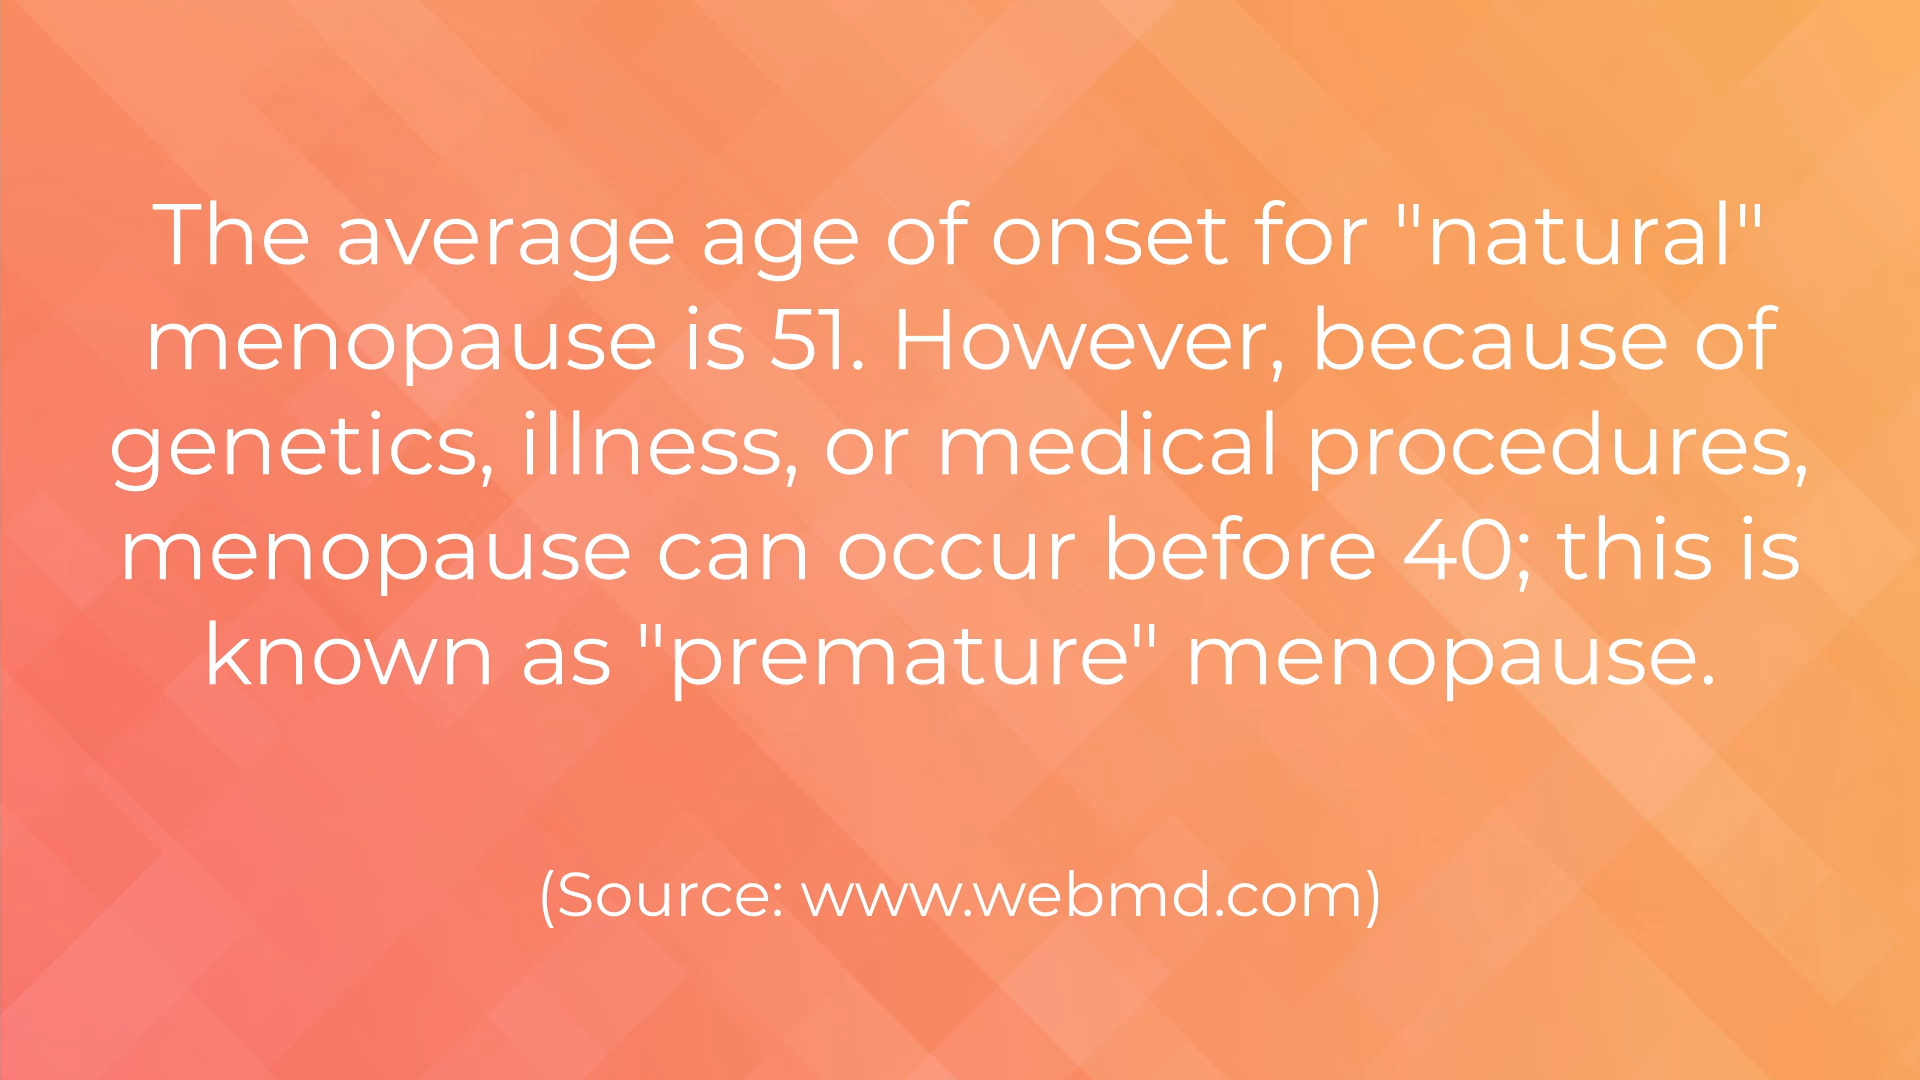 The average age of onset for "natural"
menopause is 51. However, because of
genetics, illness, or medical procedures,
menopause can occur before 40; this is
known as "premature" menopause.
(Source: www.webmd.com)